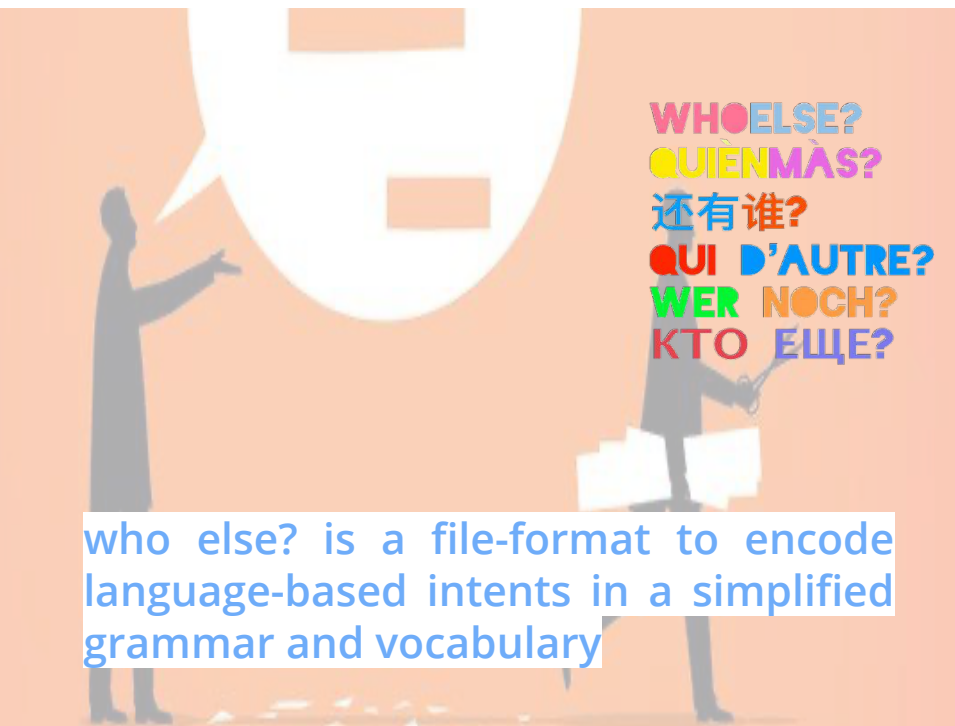 WHOELSE?
QUIÈNMÀS?
还有谁?
QUI D'AUTRE?
WER NOCH?
КТО ЕЩЕ?
who else? is a file-format to encode
language-based intents in a simplified
grammar and vocabulary